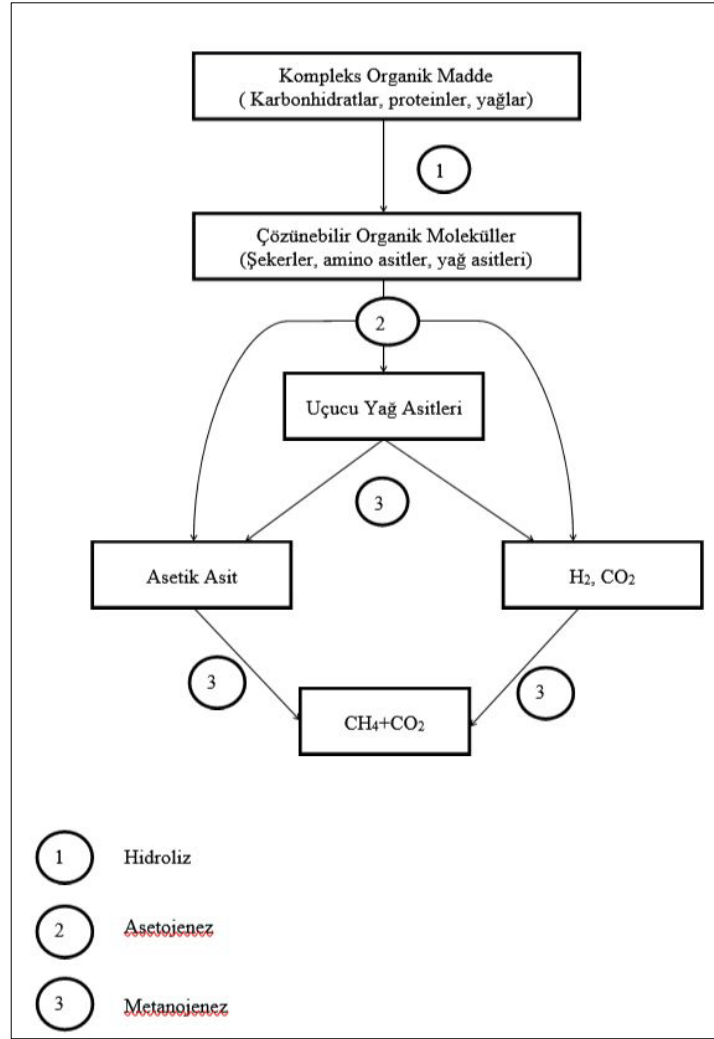 Kompleks Organik Madde
( Karbonhidratlar, proteinler, yağlar)
1
Çözünebilir Organik Moleküller
(Şekerler, amino asitler, yağ asitleri)
2
Uçucu Yağ Asitleri
3
Asetik Asit
H₂, CO₂
3
3
CH₄+CO₂
1 Hidroliz
2 Asetojenez
3 Metanojenez